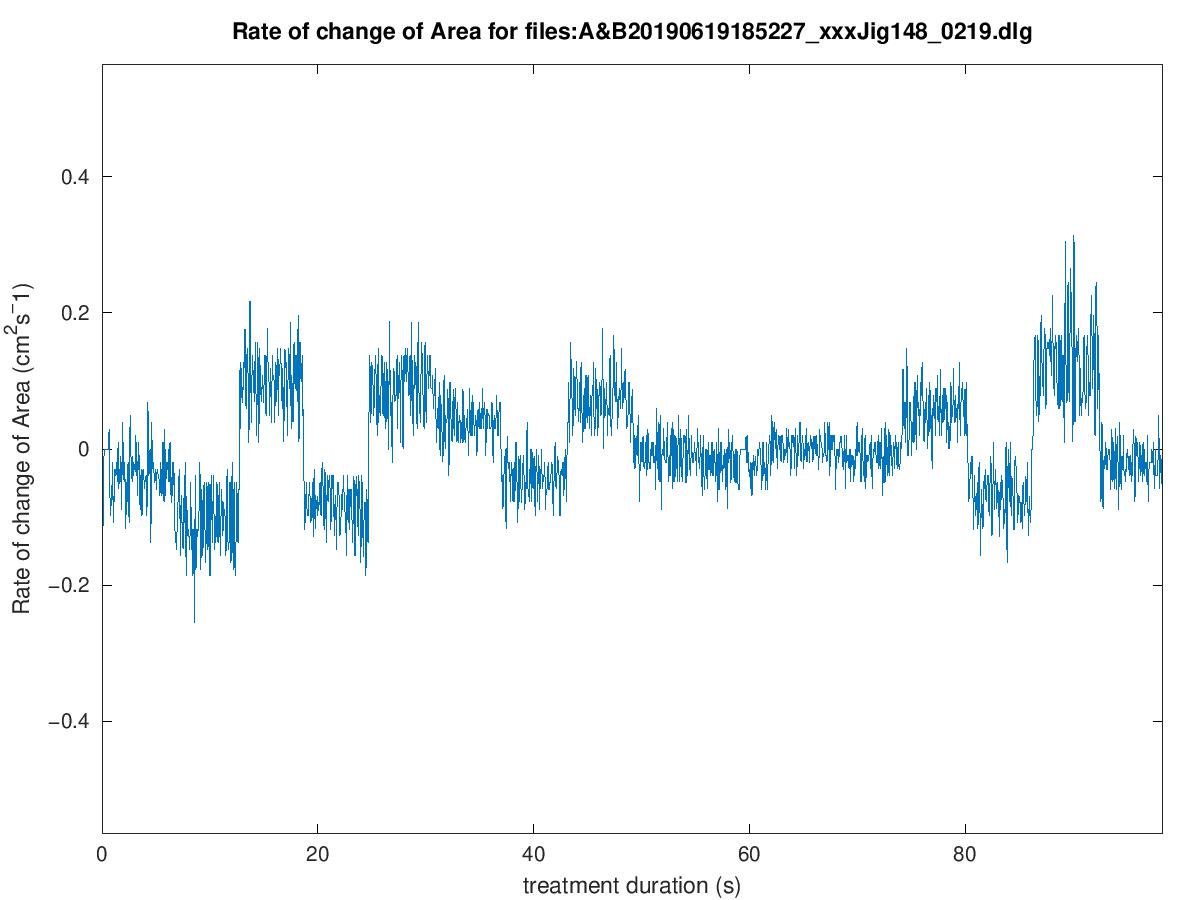 Rate of change of Area for files:A&B20190619185227_xxxJig148_0219.dlg
Rate of change of Area (cm²s⁻1)
0.4
0.2
0
−0.2
−0.4
0 20 40 60 80
treatment duration (s)